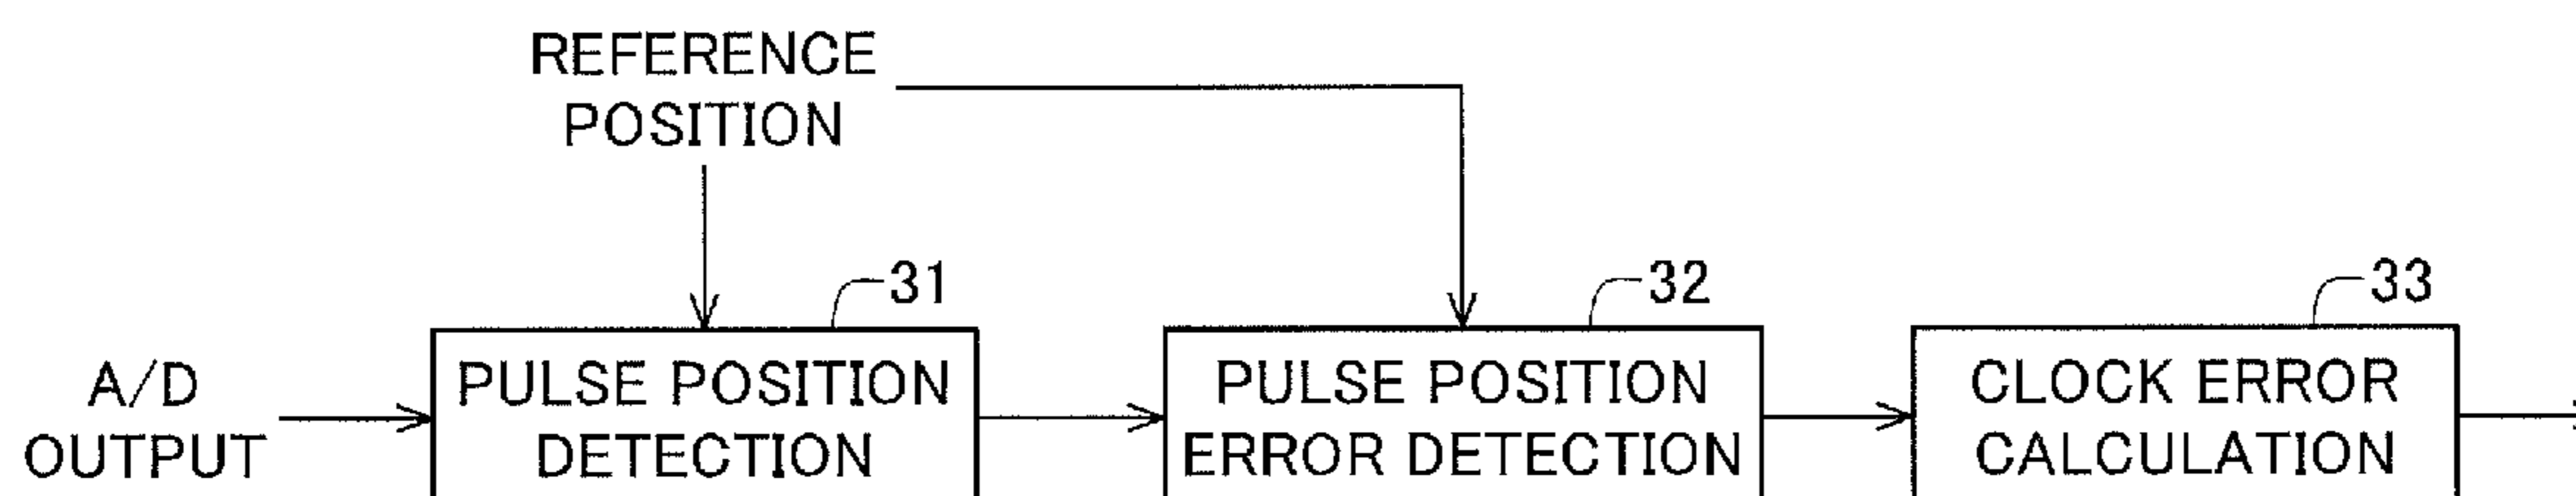 REFERENCE
POSITION
31
32
33
A/D
OUTPUT
PULSE POSITION
DETECTION
PULSE POSITION
ERROR DETECTION
CLOCK ERROR
CALCULATION